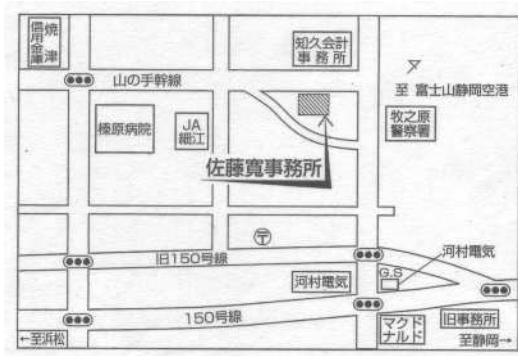 焼津
信用金庫
知久会計
事務所
山の手幹線
至 富士山静岡空港
榛原病院
JA
細江
牧之原
警察署
佐藤寛事務所
〒
旧150号線
河村電気
河村電気
G.S
150号線
マクド
ナルド
旧事務所
←至浜松
至静岡→